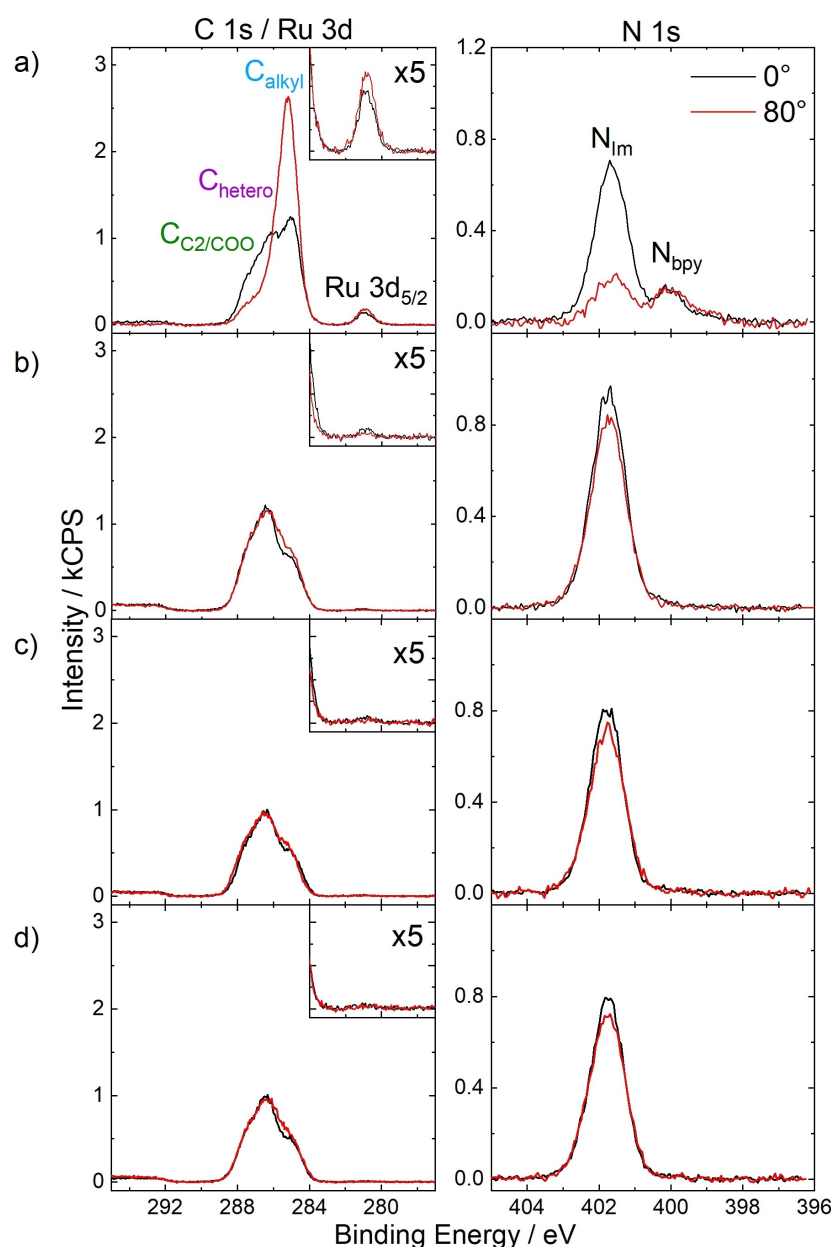 C 1s / Ru 3d
N 1s
a)
3
2
1
0
C_alkyl
C_hetero
C_C2/COO
Ru 3d_5/2
x5
1.2
0.8
0.4
0.0
0°
80°
N_Im
N_bpy
b)
3
2
1
0
x5
0.8
0.4
0.0
c)
3
2
1
0
x5
0.8
0.4
0.0
d)
3
2
1
0
x5
0.8
0.4
0.0
Intensity / kCPS
292 288 284 280
404 402 400 398 396
Binding Energy / eV